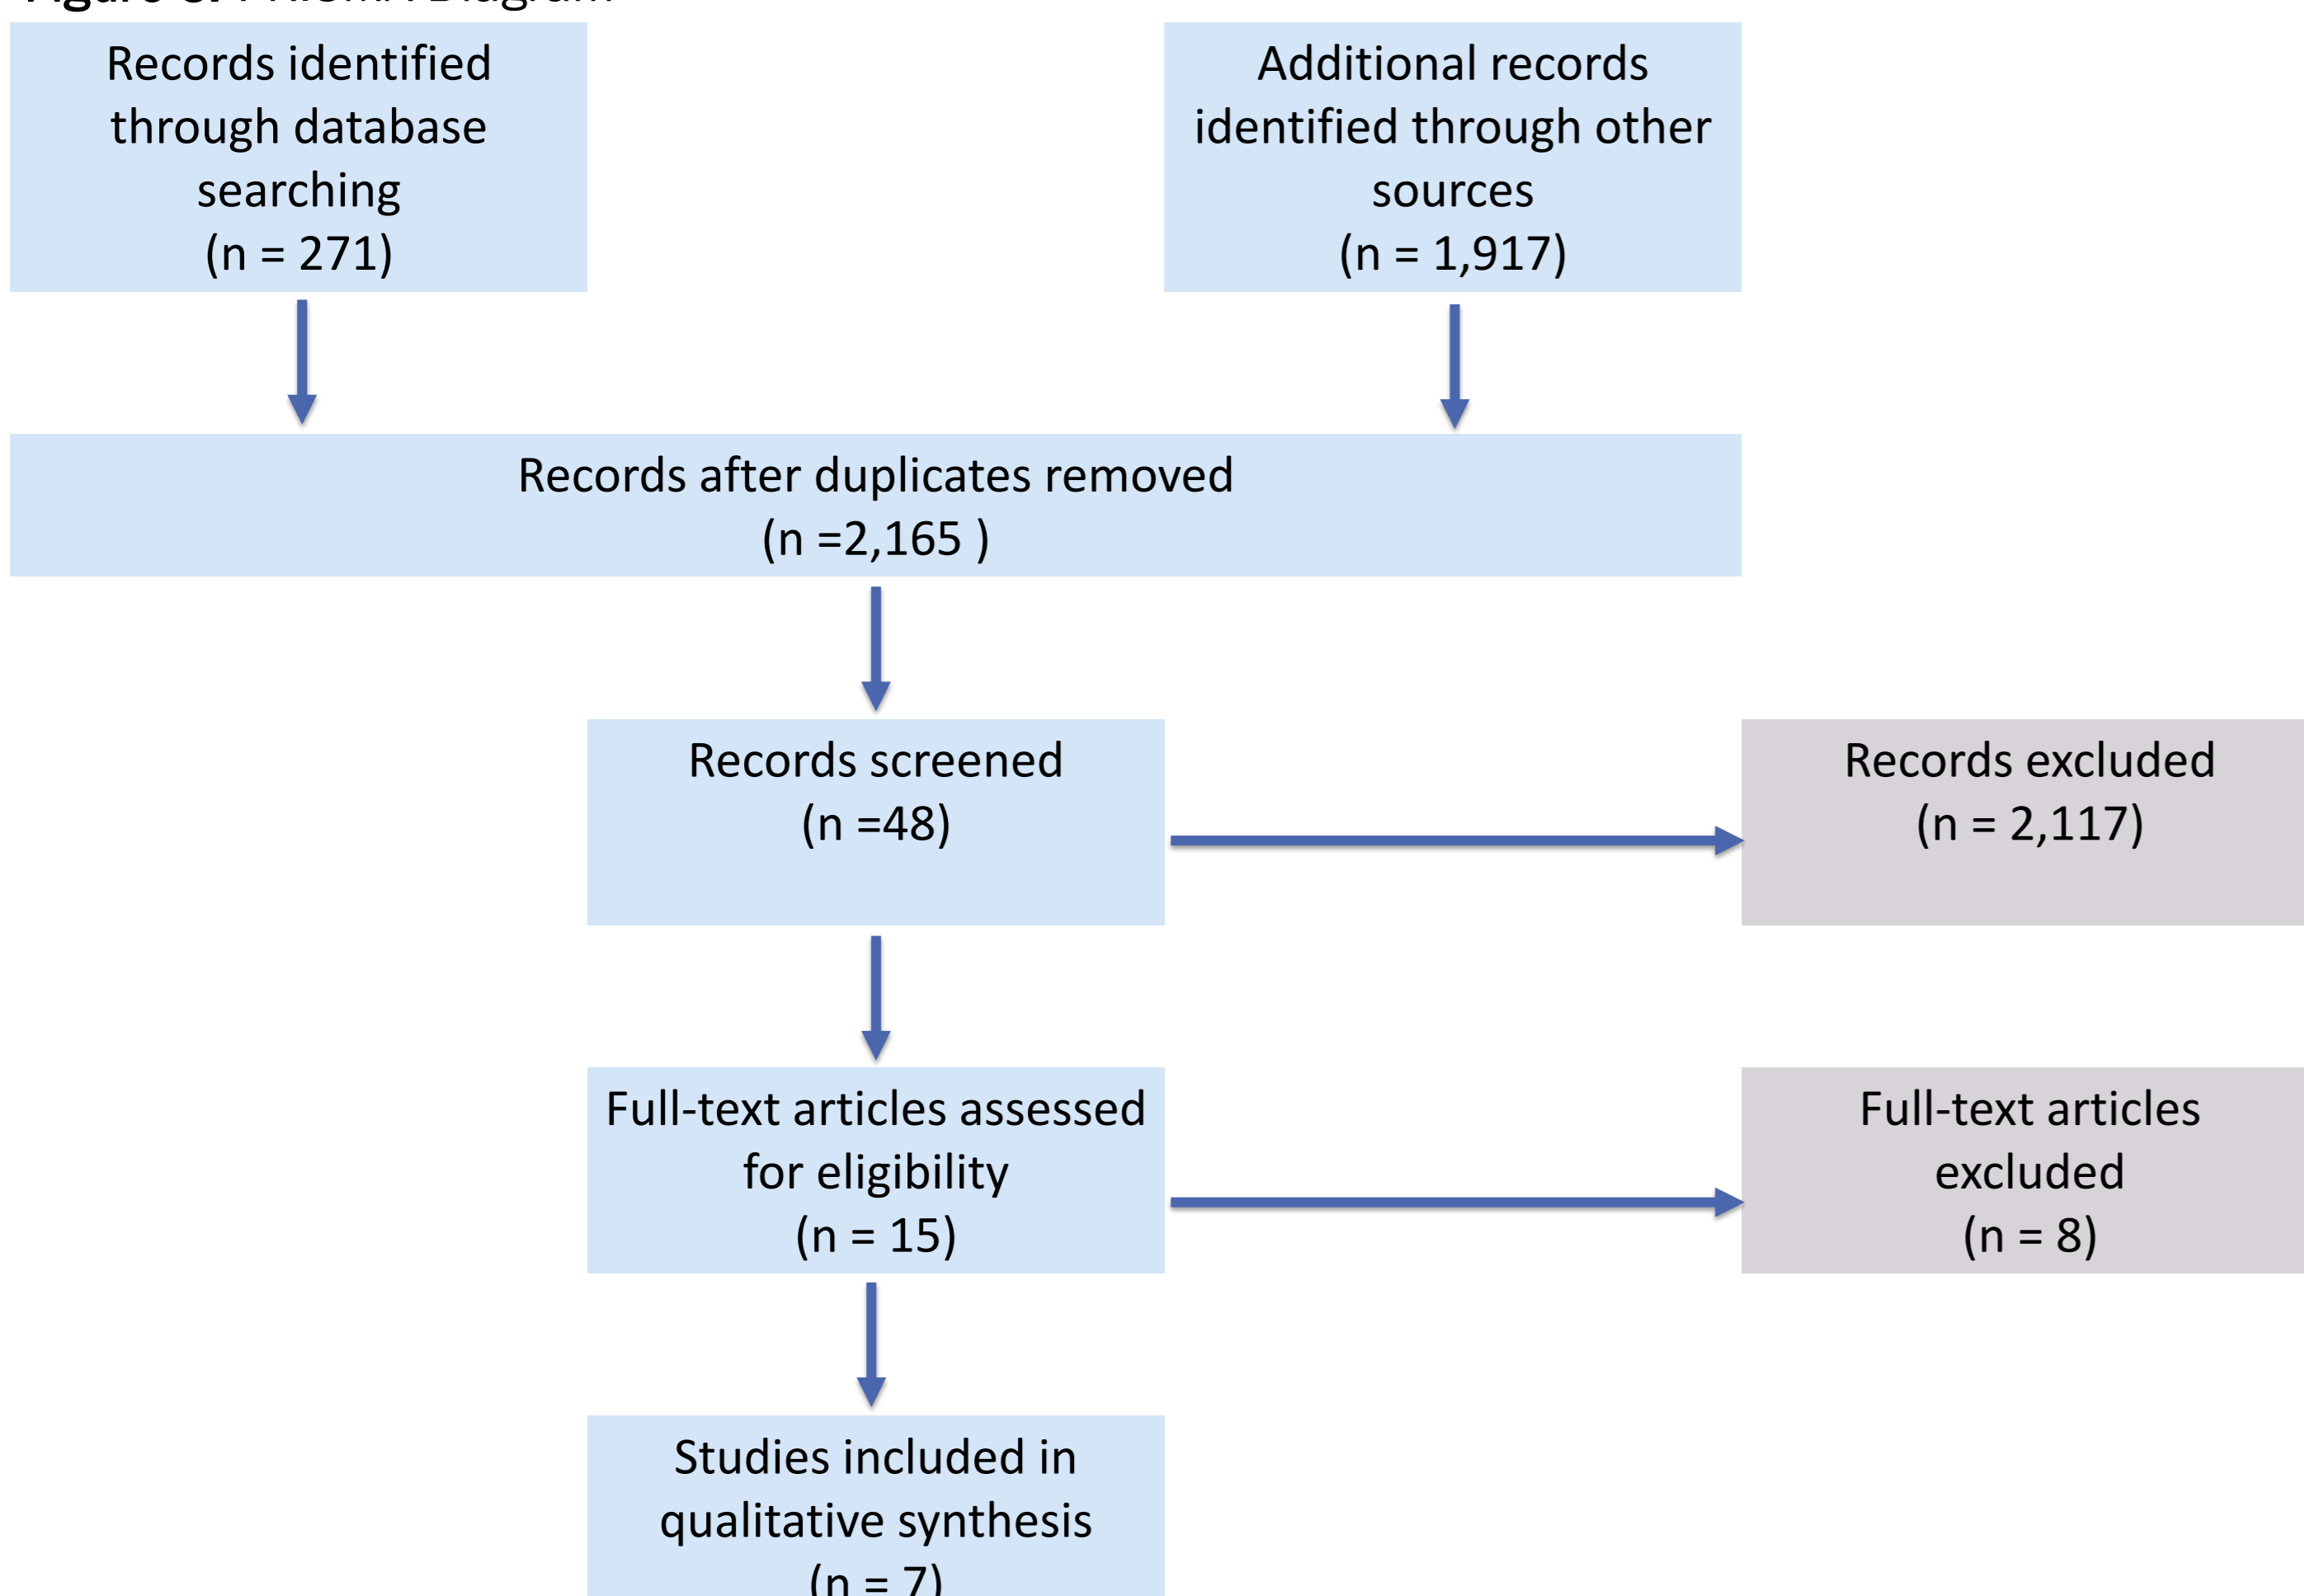 PRISMA Diagram
Records identified
through database
searching
(n = 271)
Additional records
identified through other
sources
(n = 1,917)
Records after duplicates removed
(n =2,165 )
Records screened
(n =48)
Records excluded
(n = 2,117)
Full-text articles assessed
for eligibility
(n = 15)
Full-text articles
excluded
(n = 8)
Studies included in
qualitative synthesis
(n = 7)